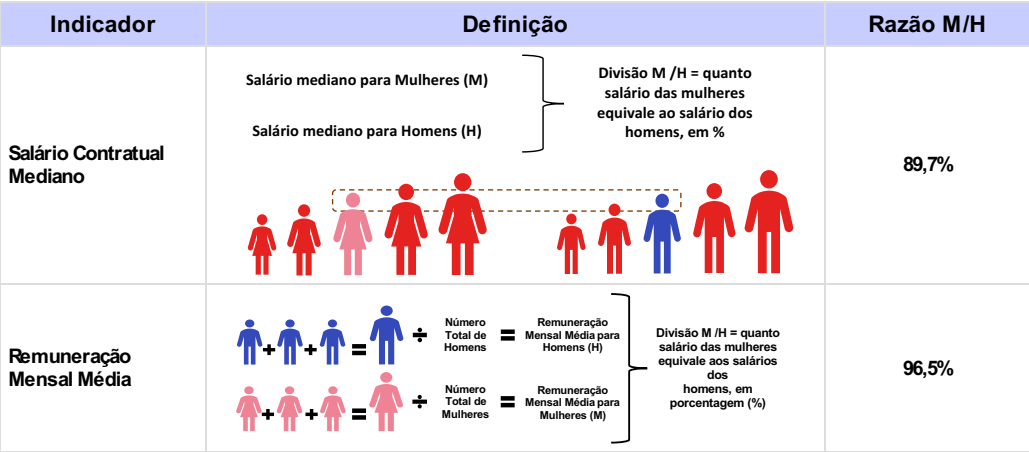 Indicador
Definição
Razão M/H
Salário Contratual
Mediano
Salário mediano para Mulheres (M)
Salário mediano para Homens (H)
Divisão M /H = quanto
salário das mulheres
equivale ao salário dos
homens, em %
89,7%
Remuneração
Mensal Média
+ + = ÷
Número
Total de
Homens
=
Remuneração
Mensal Média para
Homens (H)
+ + = ÷
Número
Total de
Mulheres
=
Remuneração
Mensal Média para
Mulheres (M)
Divisão M /H = quanto
salário das mulheres
equivale aos salários
dos
homens, em
porcentagem (%)
96,5%